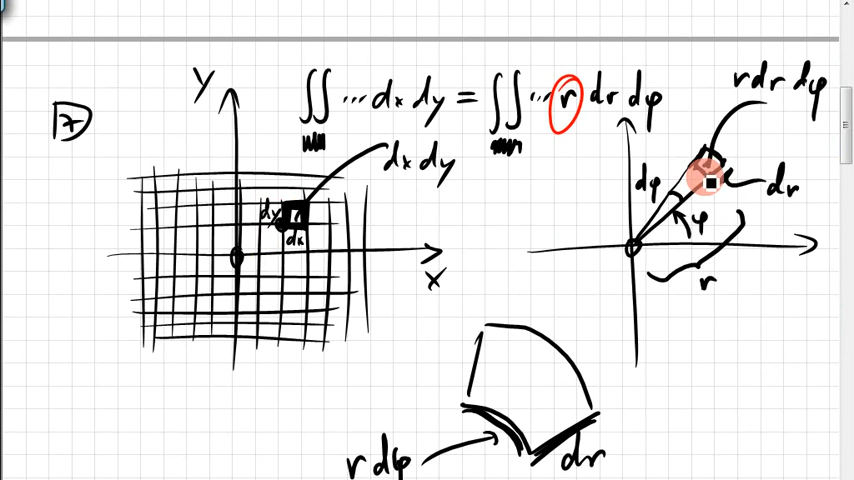 7
∬ ... dx dy = ∬ ... r dr dφ
y
x
dx dy
dy
dx
r dr dφ
dφ
dr
φ
r
r dφ
dr